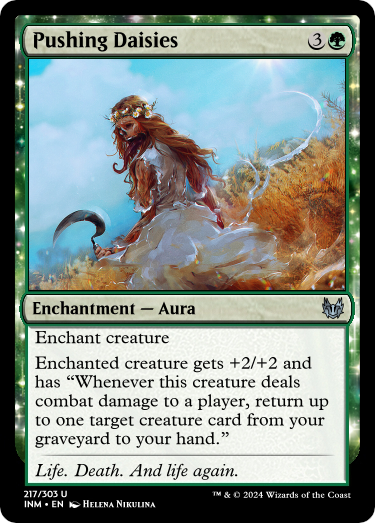 Pushing Daisies 3
Enchantment — Aura
Enchant creature
Enchanted creature gets +2/+2 and
has “Whenever this creature deals
combat damage to a player, return up
to one target creature card from your
graveyard to your hand.”
Life. Death. And life again.
217/303 U
INM • EN Helena Nikulina
™ & © 2024 Wizards of the Coast